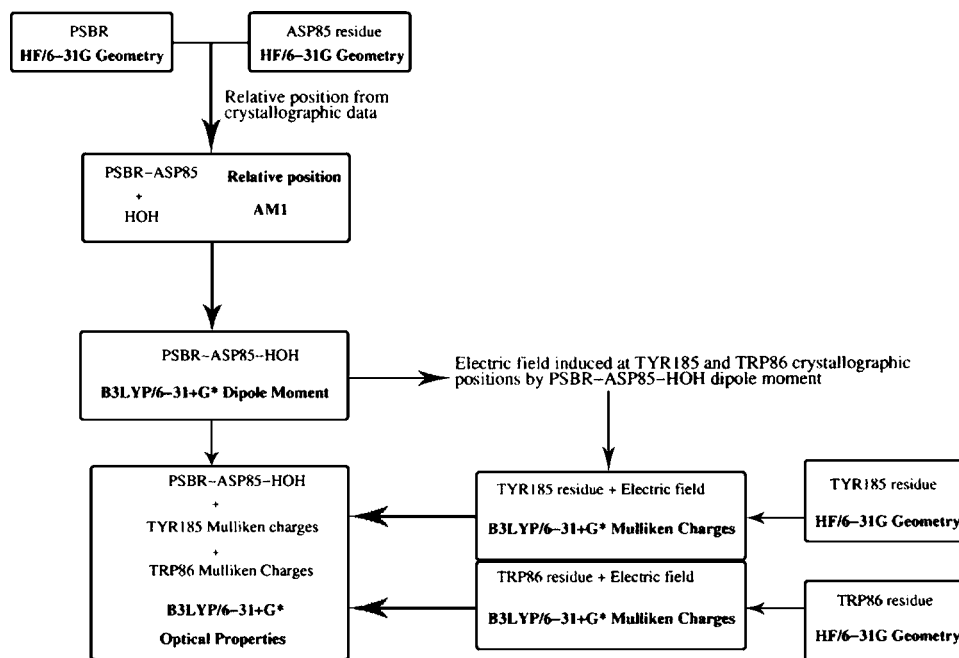 PSBR
HF/6–31G Geometry
ASP85 residue
HF/6–31G Geometry
Relative position from
crystallographic data
PSBR–ASP85
+
HOH
Relative position
AM1
PSBR–ASP85–HOH
B3LYP/6–31+G* Dipole Moment
Electric field induced at TYR185 and TRP86 crystallographic
positions by PSBR–ASP85–HOH dipole moment
PSBR–ASP85–HOH
+
TYR185 Mulliken charges
+
TRP86 Mulliken Charges
B3LYP/6–31+G*
Optical Properties
TYR185 residue + Electric field
B3LYP/6–31+G* Mulliken Charges
TYR185 residue
HF/6–31G Geometry
TRP86 residue + Electric field
B3LYP/6–31+G* Mulliken Charges
TRP86 residue
HF/6–31G Geometry